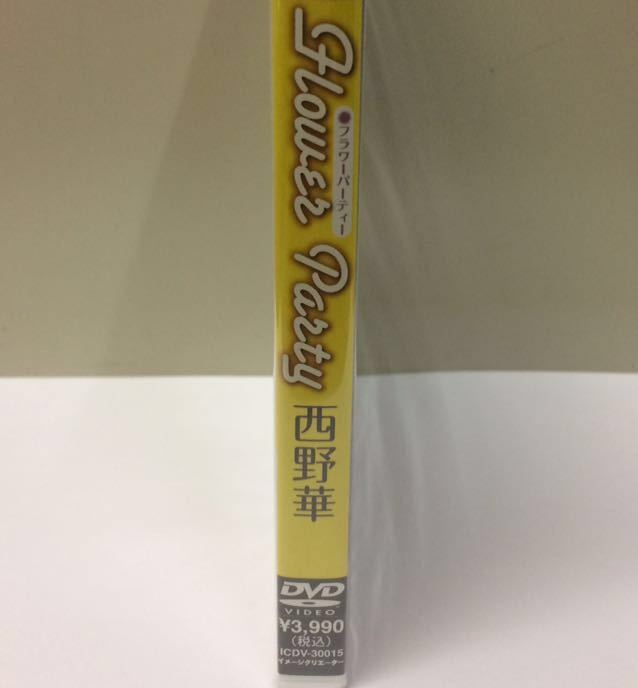 Flower Party
フラワーパーティー
西野華
DVD
VIDEO
¥3,990
(税込)
ICDV-30015
イメージクリエーター